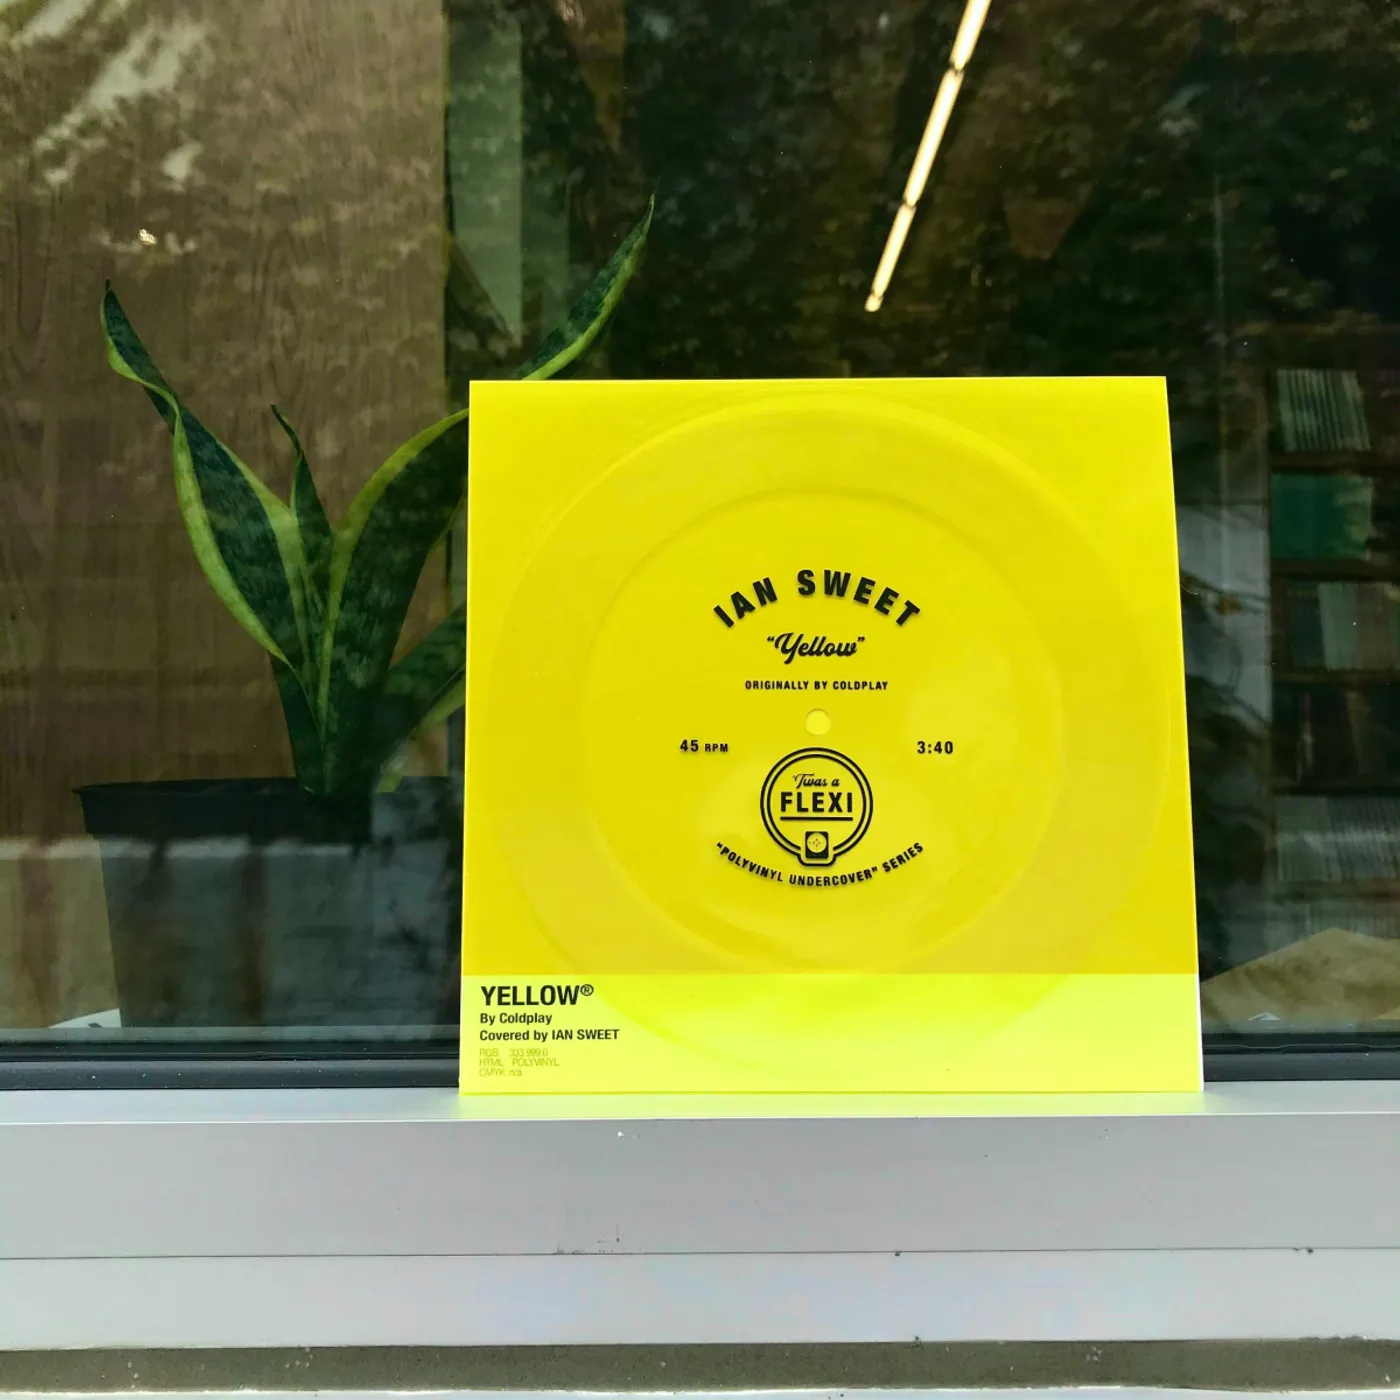 IAN SWEET
"Yellow"
ORIGINALLY BY COLDPLAY
45 RPM
3:40
'Twas a
FLEXI
"POLYVINYL UNDERCOVER" SERIES
YELLOW®
By Coldplay
Covered by IAN SWEET
RGB 333 999 0
HTML POLYVINYL
CMYK n/a